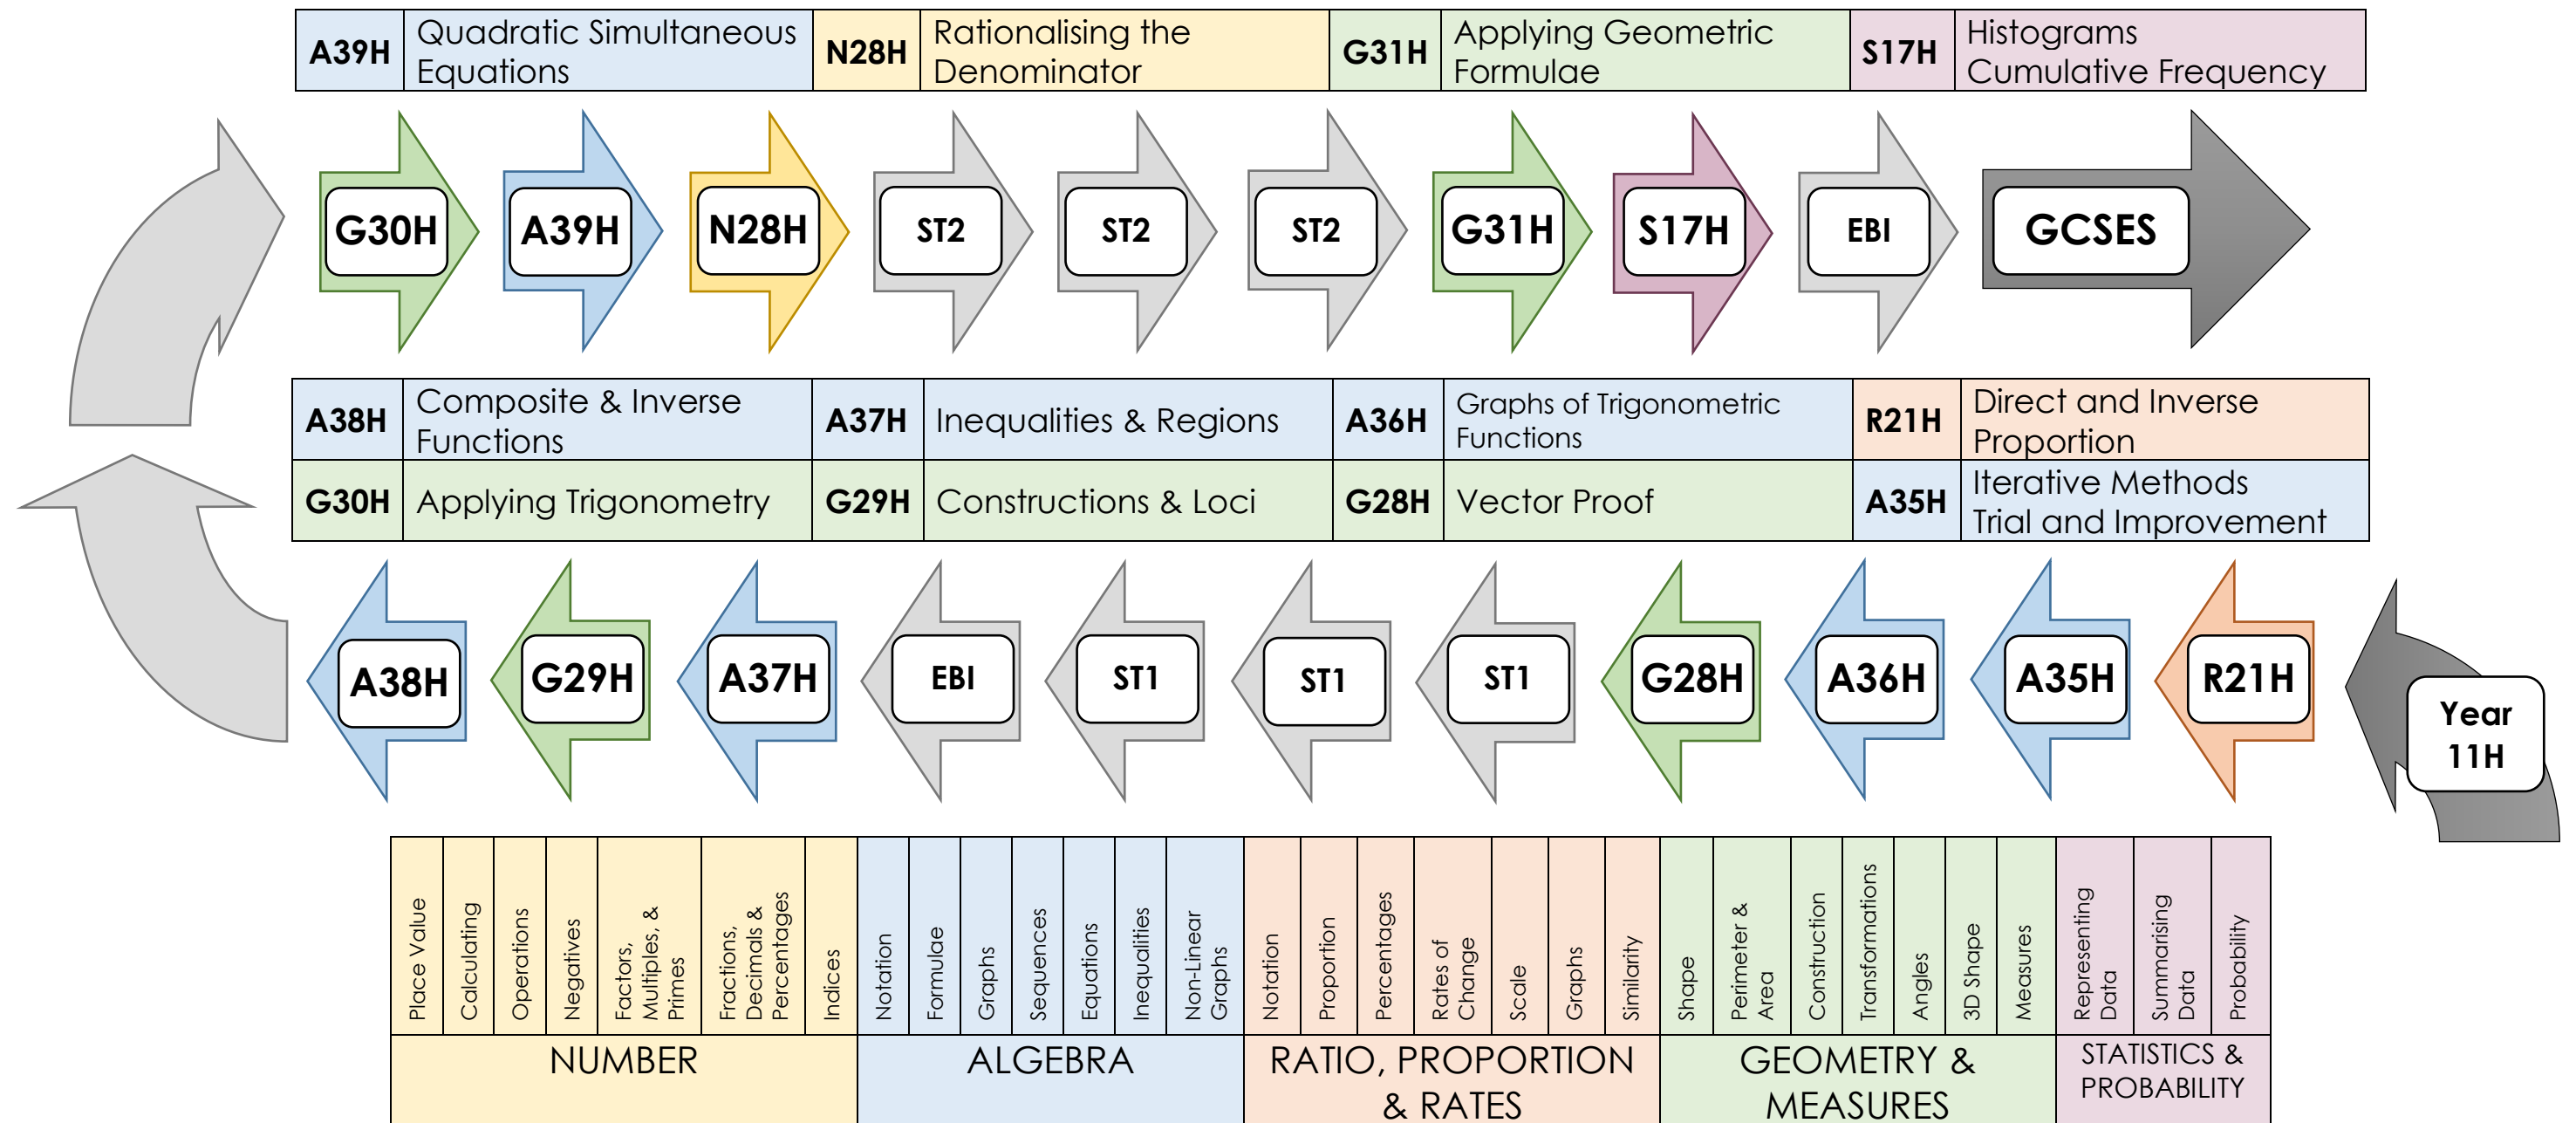 A39H
Quadratic Simultaneous
Equations
N28H
Rationalising the
Denominator
G31H
Applying Geometric
Formulae
S17H
Histograms
Cumulative Frequency
G30H
A39H
N28H
ST2
ST2
ST2
G31H
S17H
EBI
GCSES
A38H
Composite & Inverse
Functions
A37H
Inequalities & Regions
A36H
Graphs of Trigonometric
Functions
R21H
Direct and Inverse
Proportion
G30H
Applying Trigonometry
G29H
Constructions & Loci
G28H
Vector Proof
A35H
Iterative Methods
Trial and Improvement
A38H
G29H
A37H
EBI
ST1
ST1
ST1
G28H
A36H
A35H
R21H
Year
11H
Place Value
Calculating
Operations
Negatives
Factors,
Multiples, &
Primes
Fractions,
Decimals &
Percentages
Indices
Notation
Formulae
Graphs
Sequences
Equations
Inequalities
Non-Linear
Graphs
Notation
Proportion
Percentages
Rates of
Change
Scale
Graphs
Similarity
Shape
Perimeter &
Area
Construction
Transformations
Angles
3D Shape
Measures
Representing
Data
Summarising
Data
Probability
NUMBER
ALGEBRA
RATIO, PROPORTION
& RATES
GEOMETRY &
MEASURES
STATISTICS &
PROBABILITY